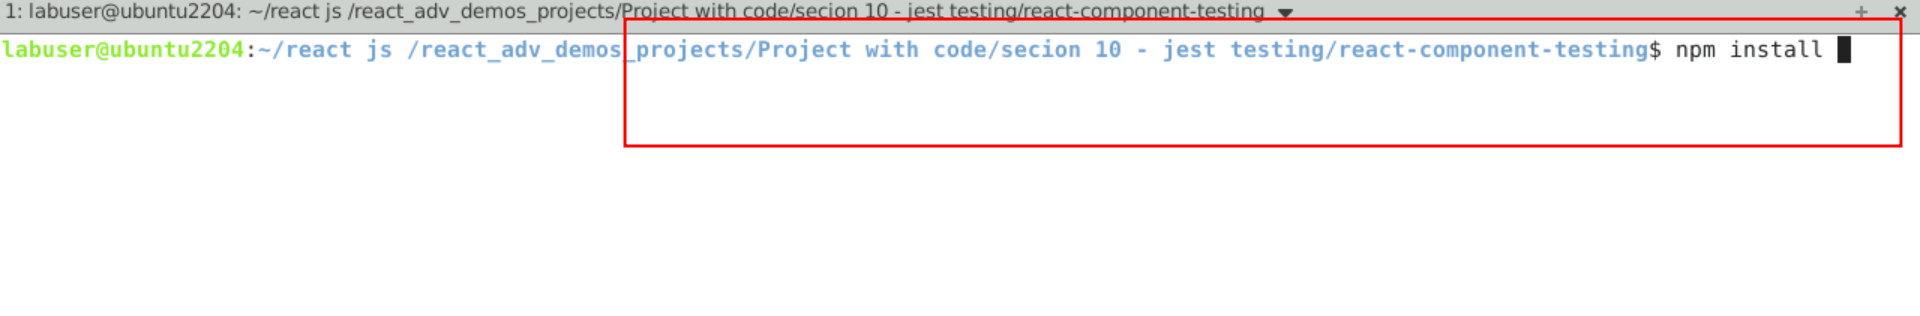 1: labuser@ubuntu2204: ~/react js /react_adv_demos_projects/Project with code/secion 10 - jest testing/react-component-testing
labuser@ubuntu2204:~/react js /react_adv_demos_projects/Project with code/secion 10 - jest testing/react-component-testing$ npm install